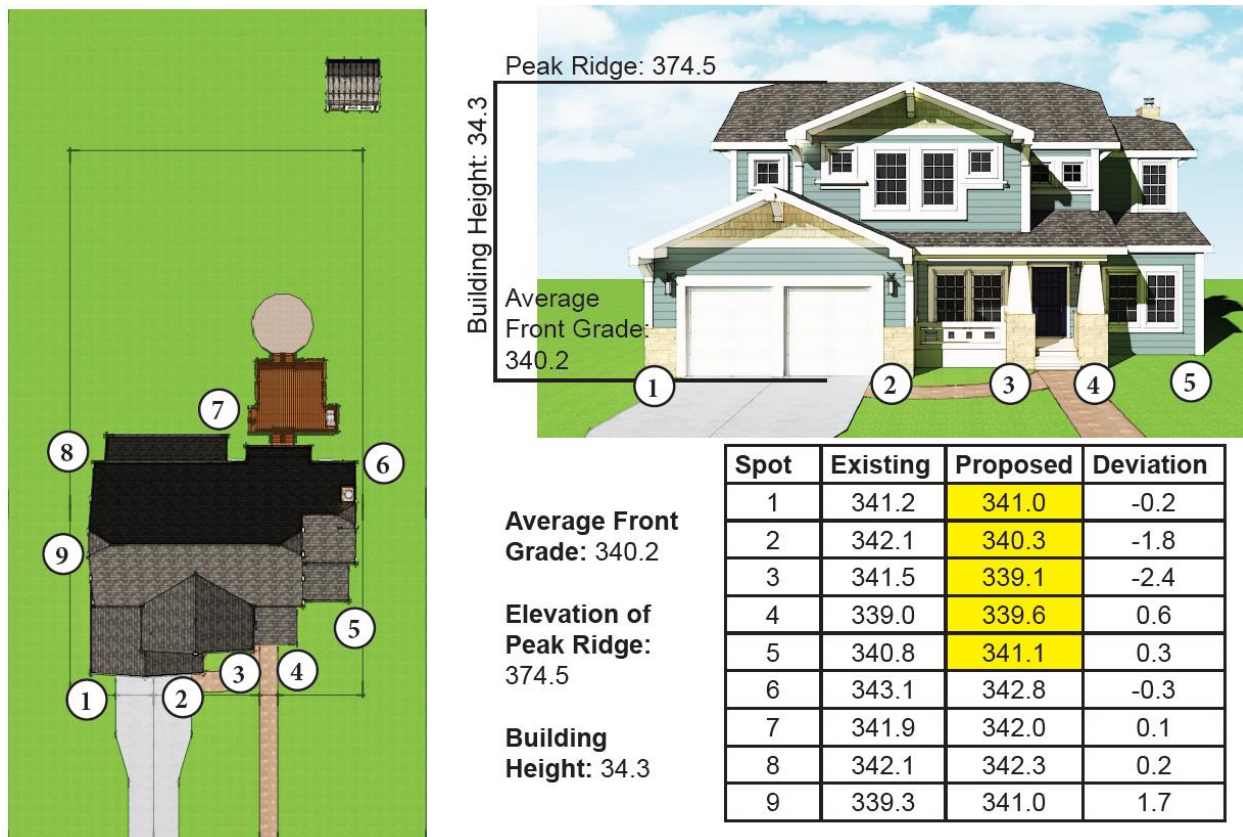 Peak Ridge: 374.5
Building Height: 34.3
Average
Front Grade:
340.2
1
2
3
4
5
7
8
6
9
5
3
4
1
2
Average Front
Grade: 340.2
Elevation of
Peak Ridge:
374.5
Building
Height: 34.3
Spot Existing Proposed Deviation
1 341.2 341.0 -0.2
2 342.1 340.3 -1.8
3 341.5 339.1 -2.4
4 339.0 339.6 0.6
5 340.8 341.1 0.3
6 343.1 342.8 -0.3
7 341.9 342.0 0.1
8 342.1 342.3 0.2
9 339.3 341.0 1.7